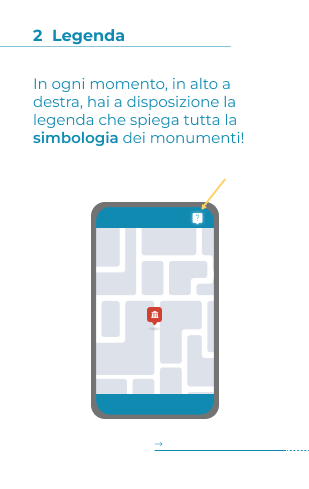 2 Legenda
In ogni momento, in alto a
destra, hai a disposizione la
legenda che spiega tutta la
simbologia dei monumenti!
?
→